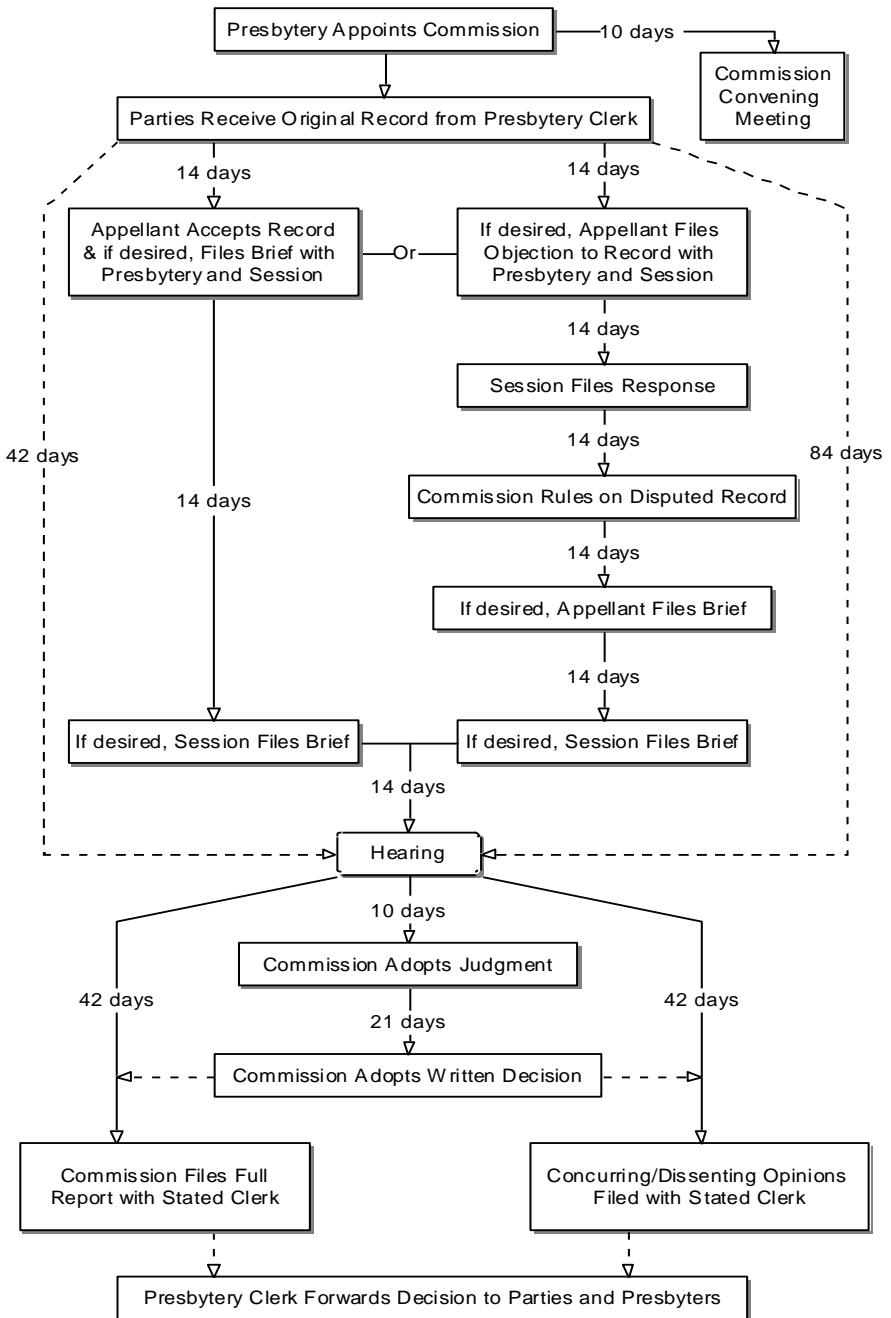 Presbytery Appoints Commission
10 days
Commission
Convening
Meeting
Parties Receive Original Record from Presbytery Clerk
14 days
14 days
Appellant Accepts Record
& if desired, Files Brief with
Presbytery and Session
Or
If desired, Appellant Files
Objection to Record with
Presbytery and Session
14 days
Session Files Response
42 days
84 days
14 days
14 days
Commission Rules on Disputed Record
14 days
If desired, Appellant Files Brief
14 days
If desired, Session Files Brief
If desired, Session Files Brief
14 days
Hearing
10 days
Commission Adopts Judgment
42 days
42 days
21 days
Commission Adopts Written Decision
Commission Files Full
Report with Stated Clerk
Concurring/Dissenting Opinions
Filed with Stated Clerk
Presbytery Clerk Forwards Decision to Parties and Presbyters